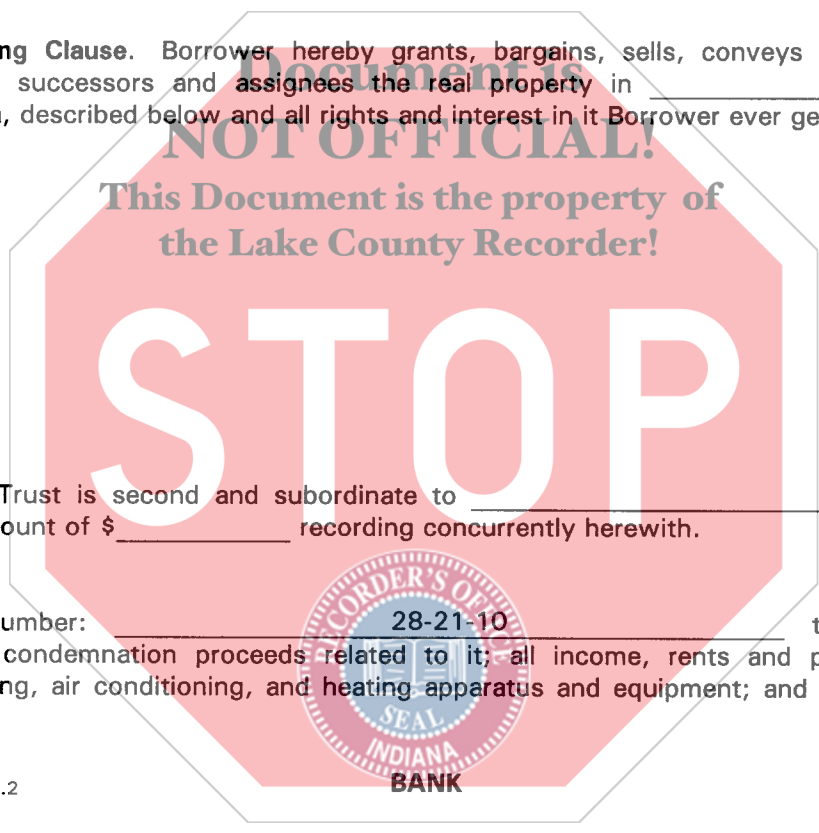 ng Clause. Borrower hereby grants, bargains, sells, conveys
successors and assignees the real property in
, described below and all rights and interest in it Borrower ever ge
Document is
NOT OFFICIAL!
This Document is the property of
the Lake County Recorder!
STOP
Trust is second and subordinate to
ount of $ recording concurrently herewith.
umber: 28-21-10 t
condemnation proceeds related to it; all income, rents and p
ng, air conditioning, and heating apparatus and equipment; and
RECORDER'S OFFICE
SEAL
INDIANA
.2 BANK